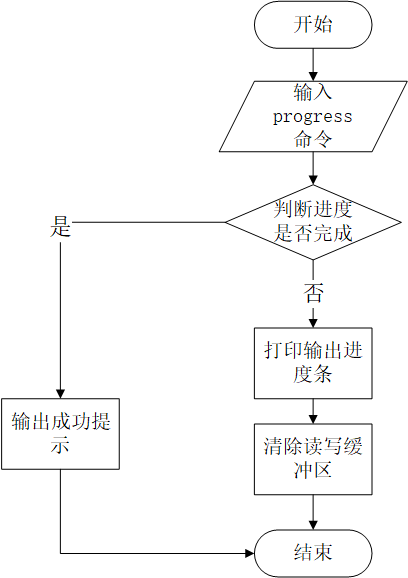 开始
输入
progress
命令
判断进度
是否完成
是
否
打印输出进
度条
输出成功提
示
清除读写缓
冲区
结束